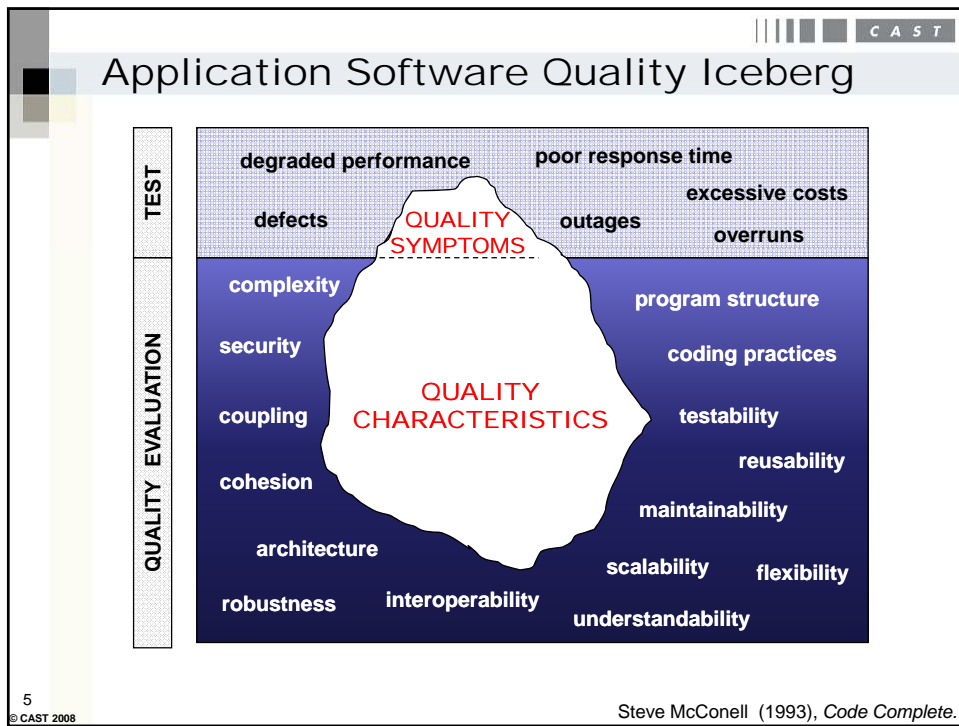 C A S T
Application Software Quality Iceberg
TEST
degraded performance
poor response time
excessive costs
defects
QUALITY
SYMPTOMS
outages
overruns
QUALITY EVALUATION
complexity
program structure
security
coding practices
QUALITY
CHARACTERISTICS
coupling
testability
reusability
cohesion
maintainability
architecture
scalability
flexibility
robustness
interoperability
understandability
5
© CAST 2008
Steve McConell (1993), Code Complete.